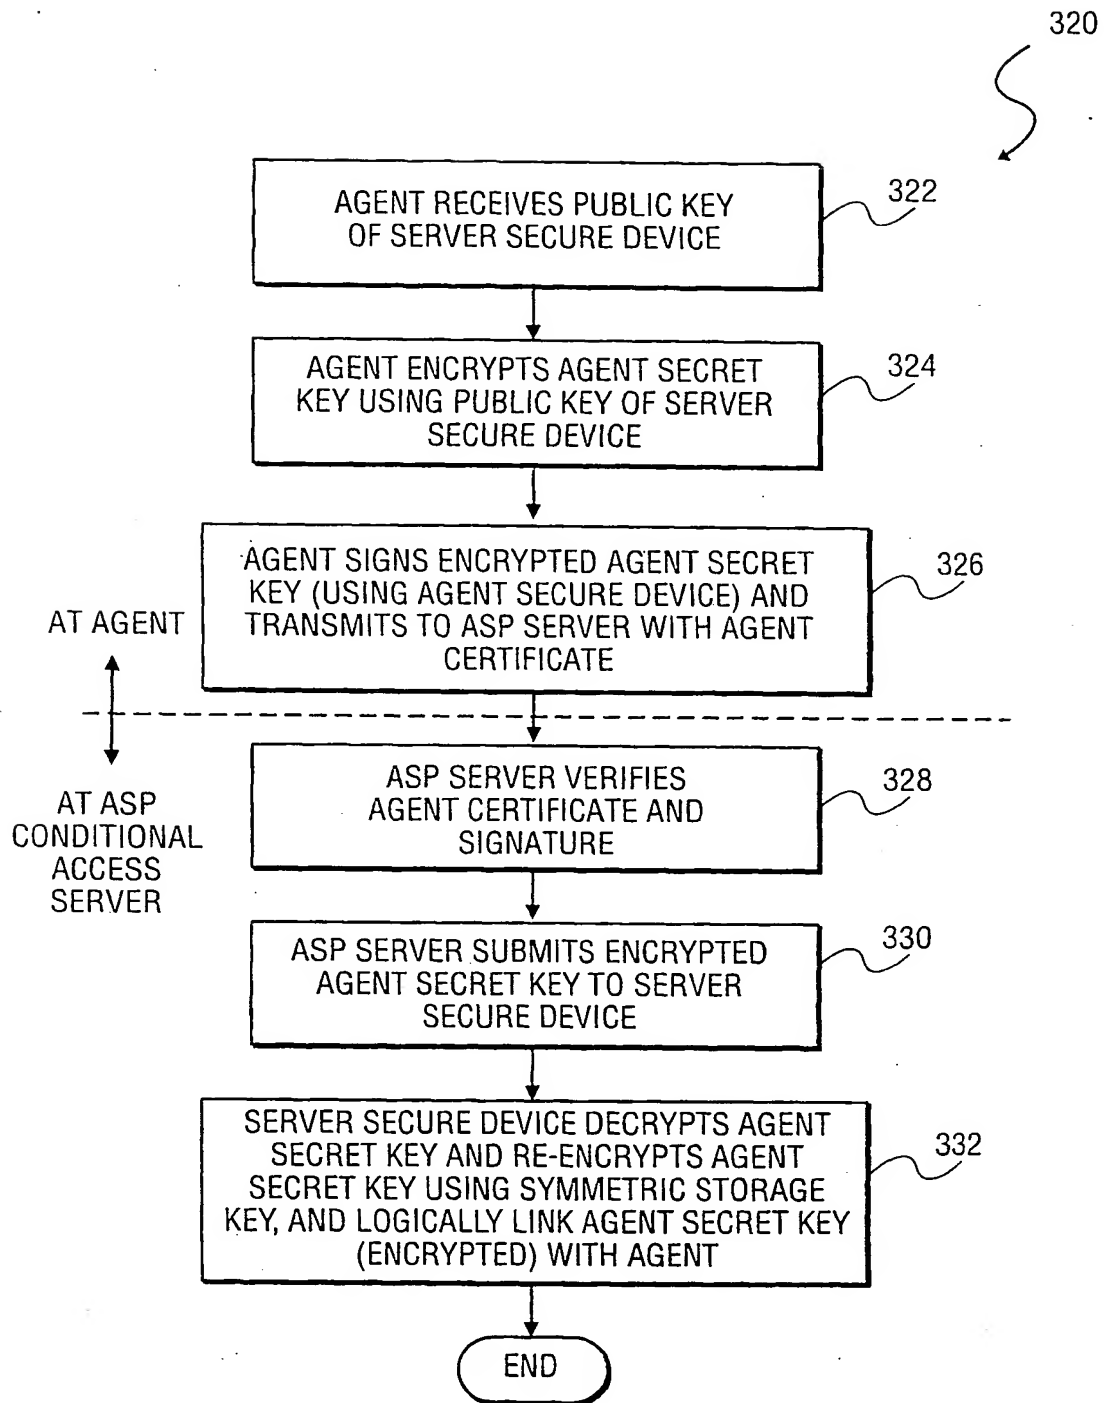 320
AGENT RECEIVES PUBLIC KEY
OF SERVER SECURE DEVICE
322
AGENT ENCRYPTS AGENT SECRET
KEY USING PUBLIC KEY OF SERVER
SECURE DEVICE
324
AGENT SIGNS ENCRYPTED AGENT SECRET
KEY (USING AGENT SECURE DEVICE) AND
TRANSMITS TO ASP SERVER WITH AGENT
CERTIFICATE
326
AT AGENT
AT ASP
CONDITIONAL
ACCESS
SERVER
ASP SERVER VERIFIES
AGENT CERTIFICATE AND
SIGNATURE
328
ASP SERVER SUBMITS ENCRYPTED
AGENT SECRET KEY TO SERVER
SECURE DEVICE
330
SERVER SECURE DEVICE DECRYPTS AGENT
SECRET KEY AND RE-ENCRYPTS AGENT
SECRET KEY USING SYMMETRIC STORAGE
KEY, AND LOGICALLY LINK AGENT SECRET KEY
(ENCRYPTED) WITH AGENT
332
END